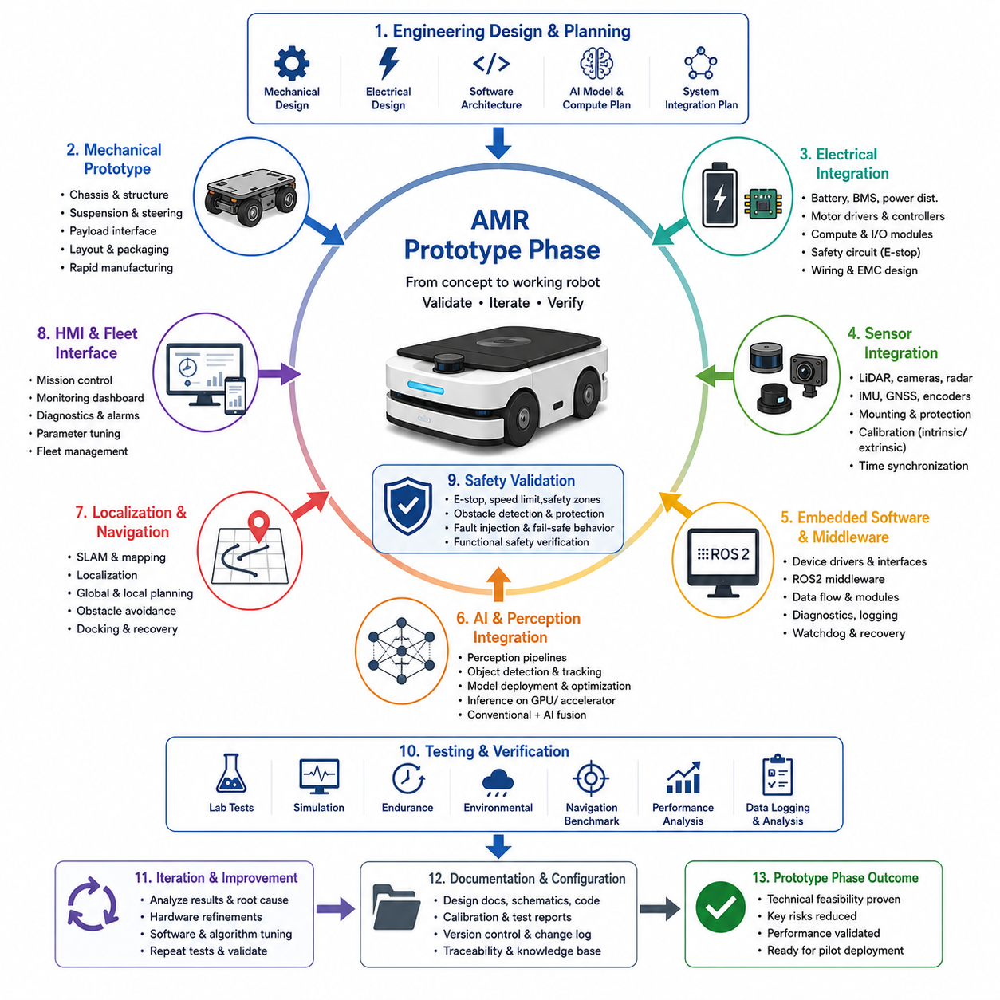 1. Engineering Design & Planning
Mechanical
Design
Electrical
Design
Software
Architecture
AI Model &
Compute Plan
System
Integration Plan
2. Mechanical
Prototype
• Chassis & structure
• Suspension & steering
• Payload interface
• Layout & packaging
• Rapid manufacturing
3. Electrical
Integration
• Battery, BMS, power dist.
• Motor drivers & controllers
• Compute & I/O modules
• Safety circuit (E-stop)
• Wiring & EMC design
AMR
Prototype Phase
From concept to working robot
Validate • Iterate • Verify
8. HMI & Fleet
Interface
• Mission control
• Monitoring dashboard
• Diagnostics & alarms
• Parameter tuning
• Fleet management
4. Sensor
Integration
• LiDAR, cameras, radar
• IMU, GNSS, encoders
• Mounting & protection
• Calibration (intrinsic/
extrinsic)
• Time synchronization
9. Safety Validation
• E-stop, speed limit,safety zones
• Obstacle detection & protection
• Fault injection & fail-safe behavior
• Functional safety verification
7. Localization &
Navigation
• SLAM & mapping
• Localization
• Global & local planning
• Obstacle avoidance
• Docking & recovery
5. Embedded Software
& Middleware
• Device drivers & interfaces
• ROS2 middleware
• Data flow & modules
• Diagnostics, logging
• Watchdog & recovery
ROS 2
6. AI & Perception
Integration
• Perception pipelines
• Object detection & tracking
• Model deployment & optimization
• Inference on GPU/ accelerator
• Conventional + AI fusion
10. Testing & Verification
Lab Tests
Simulation
Endurance
Environmental
Navigation
Benchmark
Performance
Analysis
Data Logging
& Analysis
11. Iteration & Improvement
• Analyze results & root cause
• Hardware refinements
• Software & algorithm tuning
• Repeat tests & validate
12. Documentation & Configuration
• Design docs, schematics, code
• Calibration & test reports
• Version control & change log
• Traceability & knowledge base
13. Prototype Phase Outcome
• Technical feasibility proven
• Key risks reduced
• Performance validated
• Ready for pilot deployment